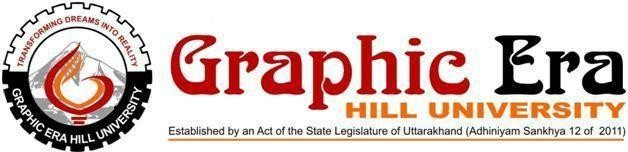 TRANSFORMING DREAMS INTO REALITY
GRAPHIC ERA HILL UNIVERSITY
Graphic Era
HILL UNIVERSITY
Established by an Act of the State Legislature of Uttarakhand (Adhiniyam Sankhya 12 of 2011)